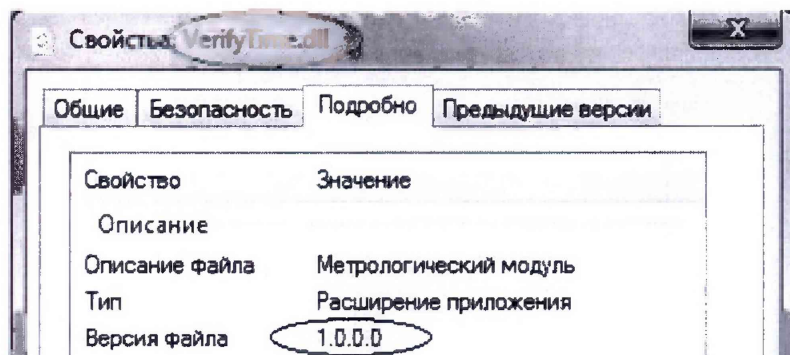 Свойства: VerifyTime.dll
Общие Безопасность Подробно Предыдущие версии
Свойство Значение
Описание
Описание файла Метрологический модуль
Тип Расширение приложения
Версия файла 1.0.0.0